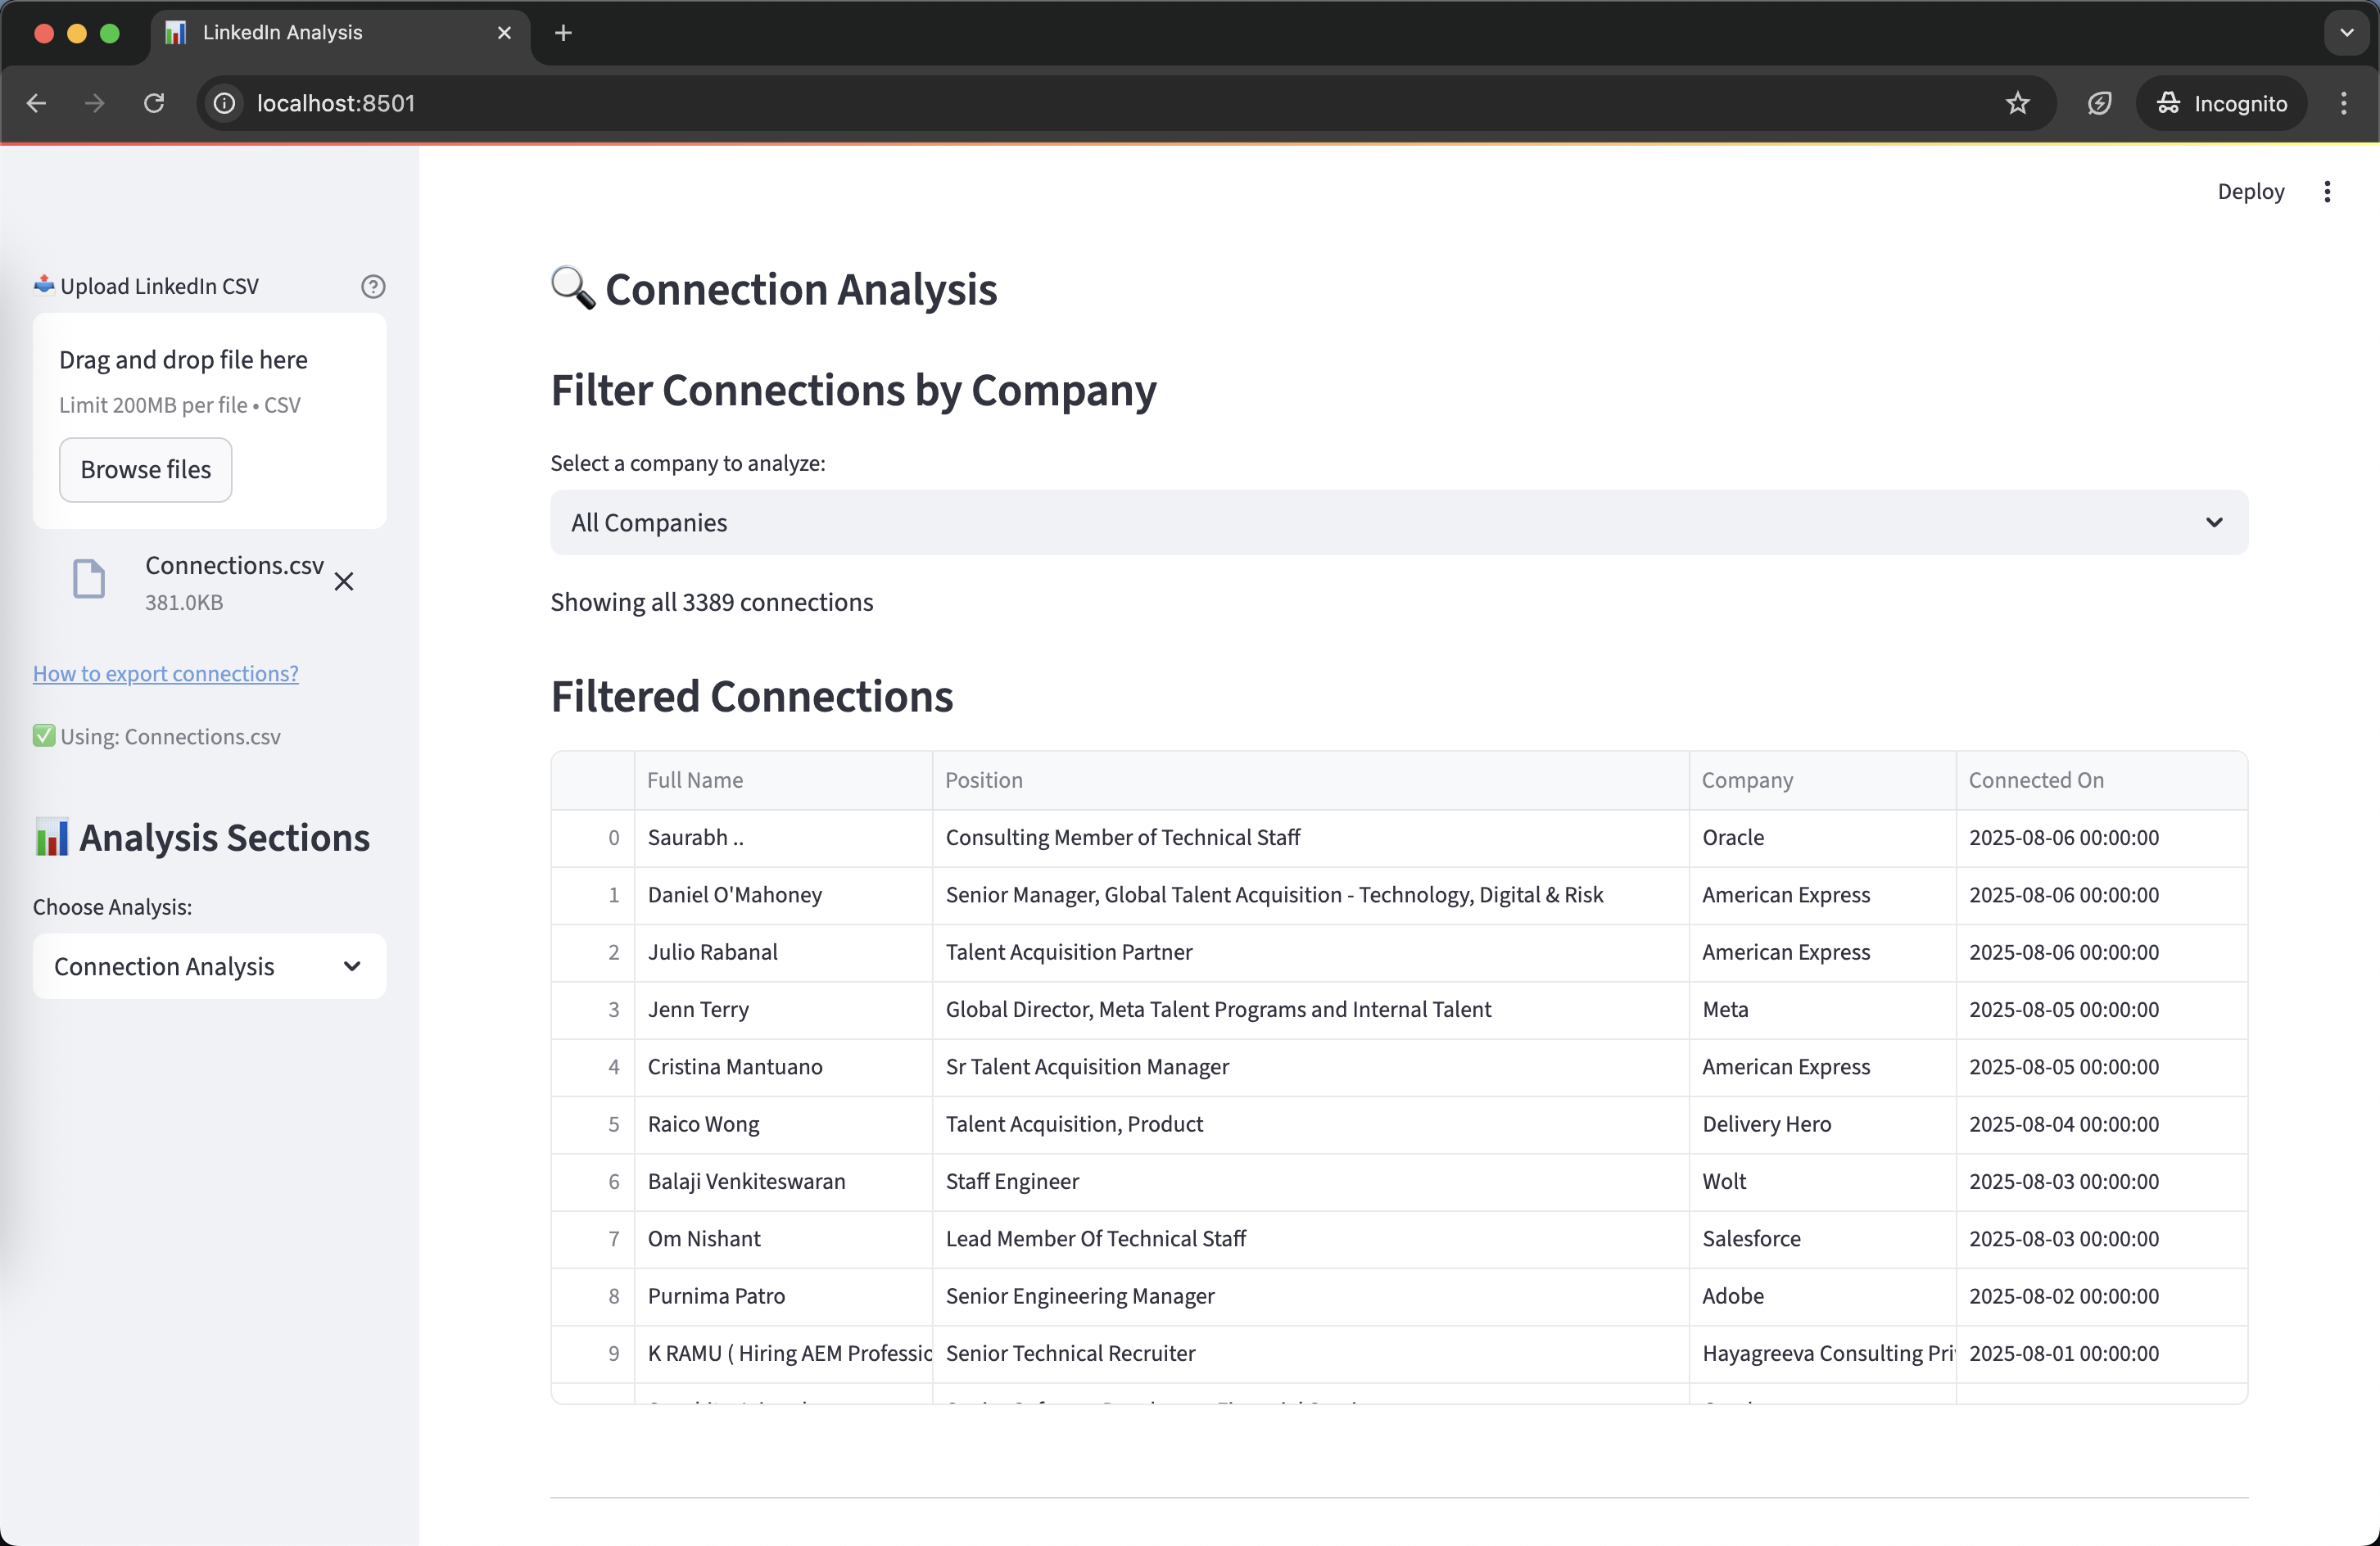 LinkedIn Analysis
localhost:8501
Incognito
Deploy
Upload LinkedIn CSV
Drag and drop file here
Limit 200MB per file • CSV
Browse files
Connections.csv
381.0KB
How to export connections?
Using: Connections.csv
Analysis Sections
Choose Analysis:
Connection Analysis
Connection Analysis
Filter Connections by Company
Select a company to analyze:
All Companies
Showing all 3389 connections
Filtered Connections
Full Name Position Company Connected On
0 Saurabh .. Consulting Member of Technical Staff Oracle 2025-08-06 00:00:00
1 Daniel O'Mahoney Senior Manager, Global Talent Acquisition - Technology, Digital & Risk American Express 2025-08-06 00:00:00
2 Julio Rabanal Talent Acquisition Partner American Express 2025-08-06 00:00:00
3 Jenn Terry Global Director, Meta Talent Programs and Internal Talent Meta 2025-08-05 00:00:00
4 Cristina Mantuano Sr Talent Acquisition Manager American Express 2025-08-05 00:00:00
5 Raico Wong Talent Acquisition, Product Delivery Hero 2025-08-04 00:00:00
6 Balaji Venkiteswaran Staff Engineer Wolt 2025-08-03 00:00:00
7 Om Nishant Lead Member Of Technical Staff Salesforce 2025-08-03 00:00:00
8 Purnima Patro Senior Engineering Manager Adobe 2025-08-02 00:00:00
9 K RAMU ( Hiring AEM Professio Senior Technical Recruiter Hayagreeva Consulting Pri 2025-08-01 00:00:00